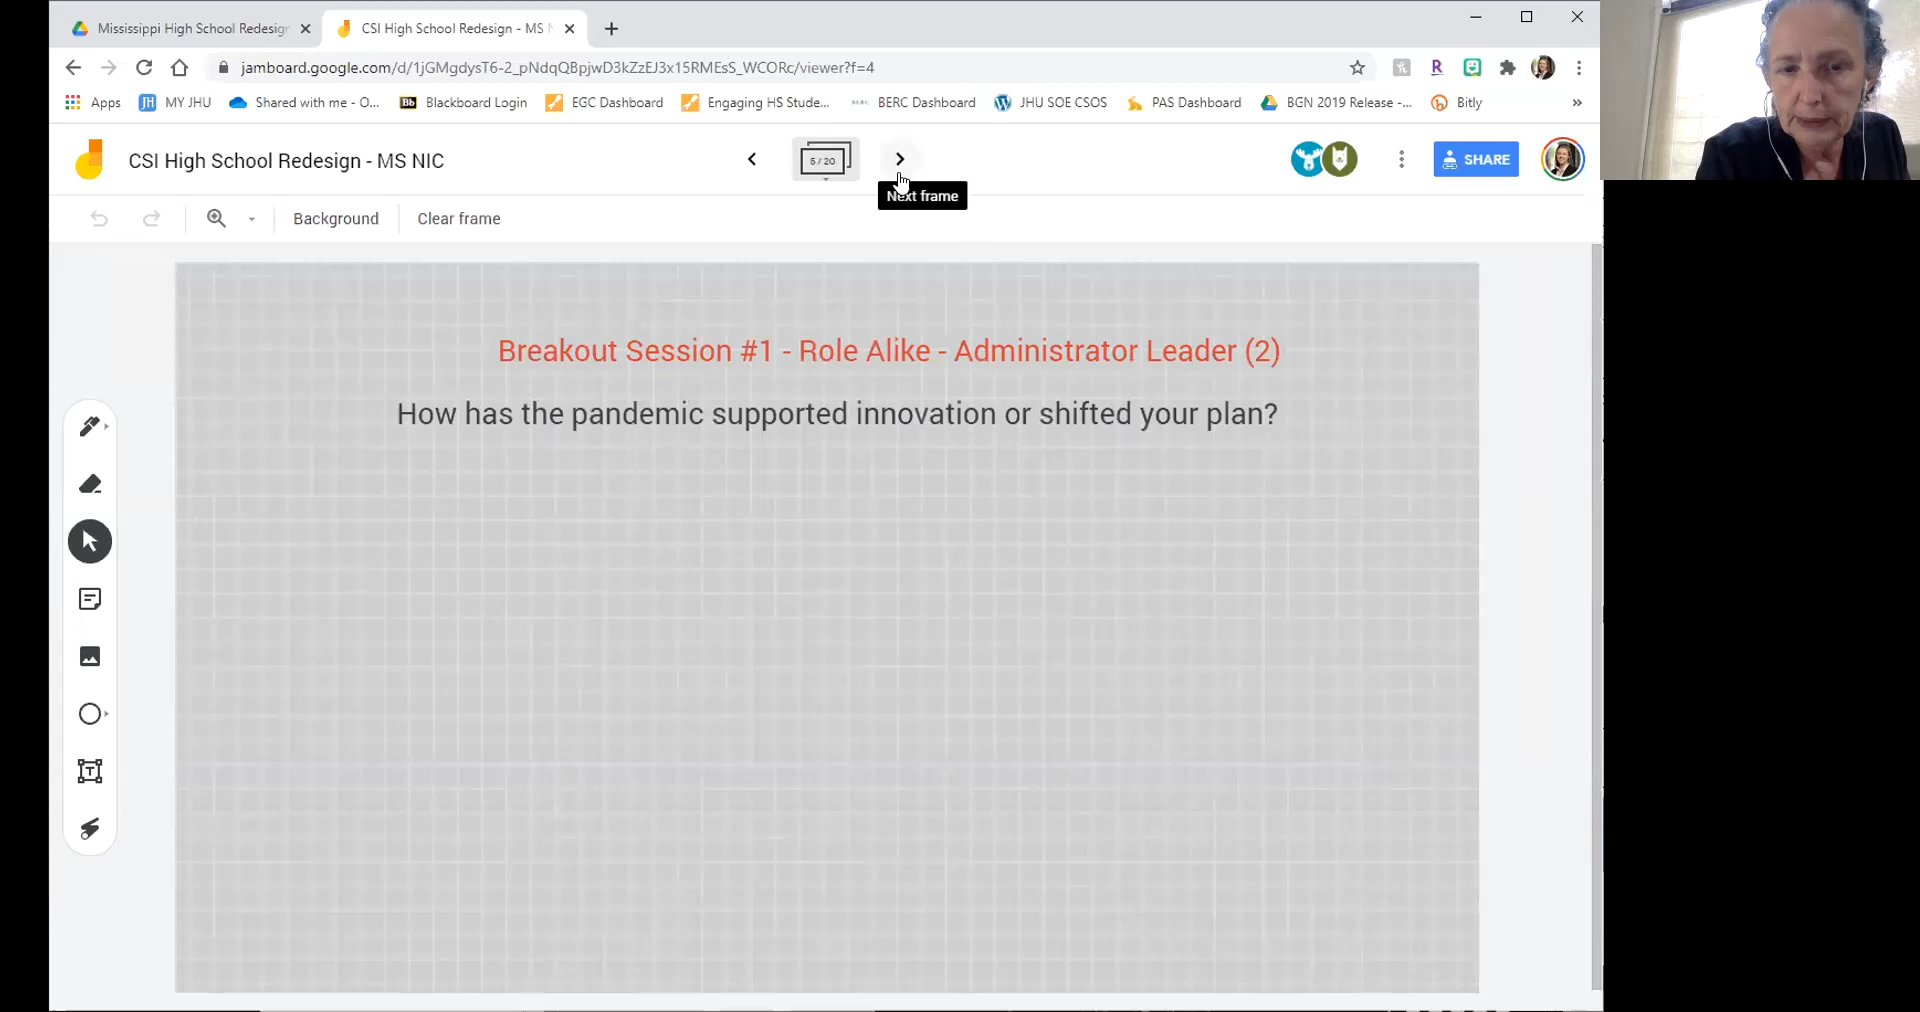 Mississippi High School Redesign
CSI High School Redesign - MS N
jamboard.google.com/d/1jGMgdysT6-2_pNdqQBpjwD3kZzEJ3x15RMEsS_WCORc/viewer?f=4
R
Apps
JH MY JHU
Shared with me - O...
Bb Blackboard Login
EGC Dashboard
Engaging HS Stude...
BERC Dashboard
JHU SOE CSOS
PAS Dashboard
BGN 2019 Release -...
Bitly
»
CSI High School Redesign - MS NIC
5 / 20
SHARE
Next frame
Background
Clear frame
Breakout Session #1 - Role Alike - Administrator Leader (2)
How has the pandemic supported innovation or shifted your plan?
T